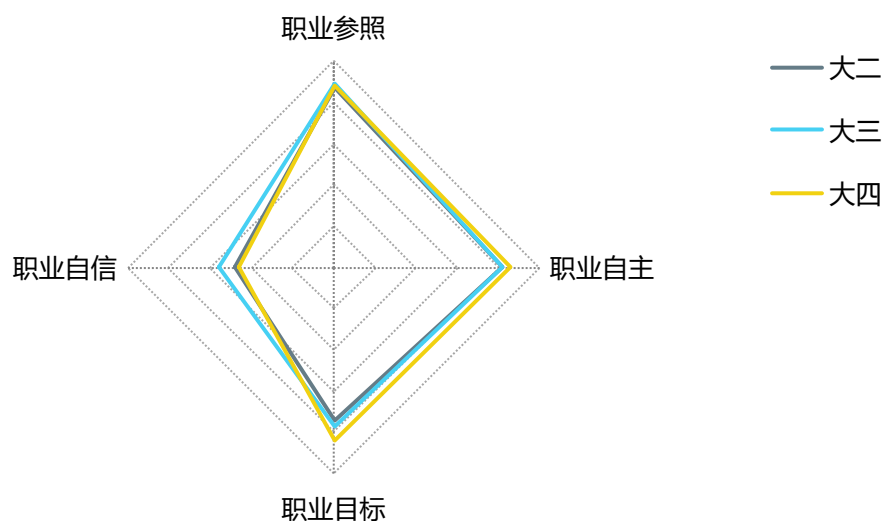 职业参照
大二
大三
大四
职业自信
职业自主
职业目标